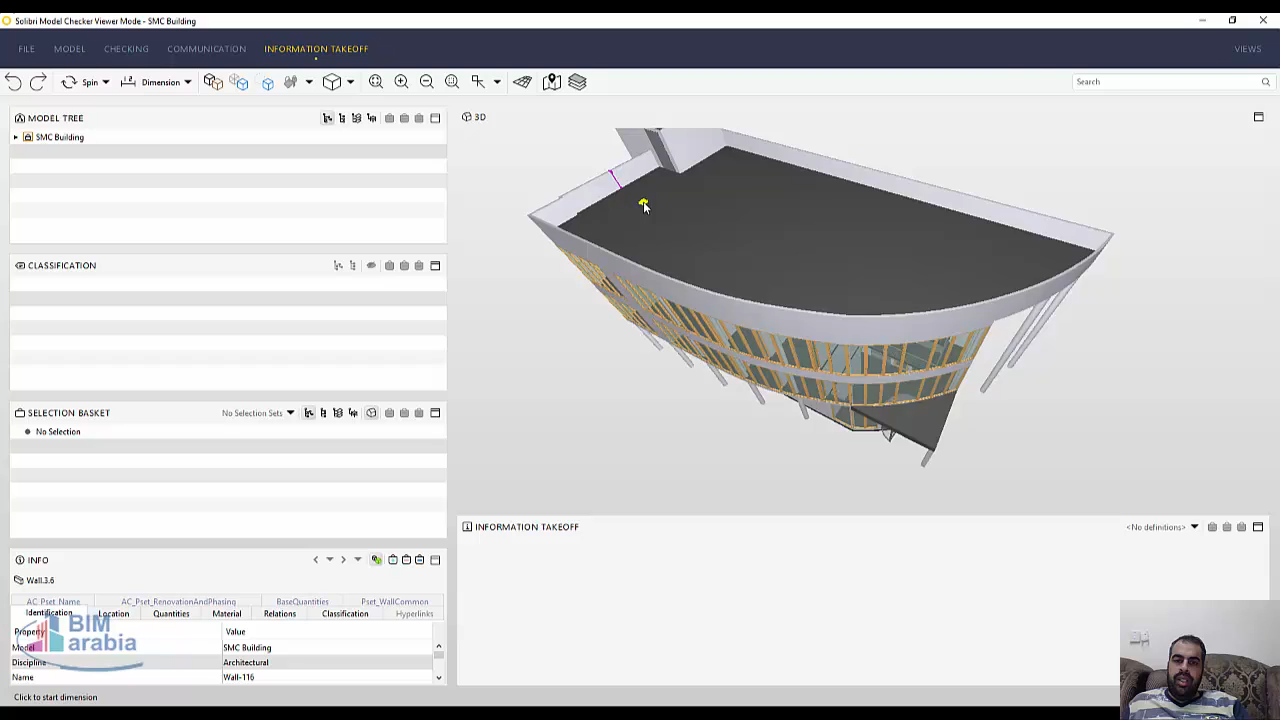 Solibri Model Checker Viewer Mode - SMC Building
FILE MODEL CHECKING COMMUNICATION INFORMATION TAKEOFF VIEWS
Spin Dimension Search
MODEL TREE
SMC Building
CLASSIFICATION
SELECTION BASKET No Selection Sets
No Selection
INFO
Wall.3.6
AC_Pset_Name AC_Pset_RenovationAndPhasing BaseQuantities Pset_WallCommon
Identification Location Quantities Material Relations Classification Hyperlinks
Property Value
Model SMC Building
Discipline Architectural
Name Wall-116
BIM
arabia
Click to start dimension
3D
INFORMATION TAKEOFF <No definitions>